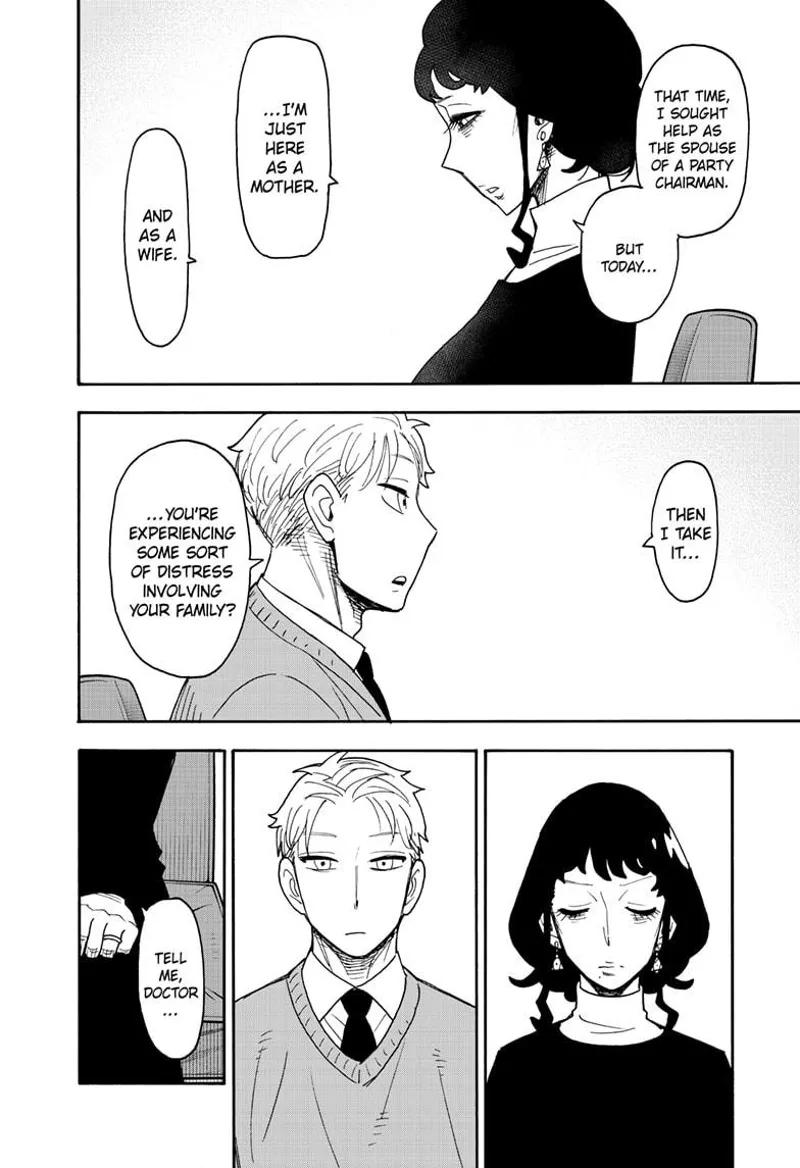 THAT TIME,
I SOUGHT
HELP AS
THE SPOUSE
OF A PARTY
CHAIRMAN.
BUT
TODAY...
...I'M
JUST
HERE
AS A
MOTHER.
AND
AS A
WIFE.
THEN
I TAKE
IT...
...YOU'RE
EXPERIENCING
SOME SORT
OF DISTRESS
INVOLVING
YOUR FAMILY?
TELL
ME,
DOCTOR
...